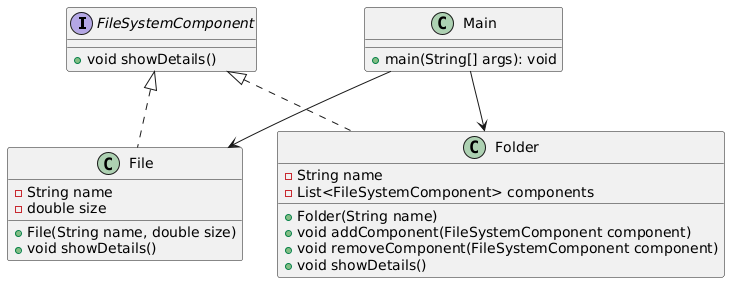 I FileSystemComponent
void showDetails()
C Main
main(String[] args): void
C File
String name
double size
File(String name, double size)
void showDetails()
C Folder
String name
List<FileSystemComponent> components
Folder(String name)
void addComponent(FileSystemComponent component)
void removeComponent(FileSystemComponent component)
void showDetails()